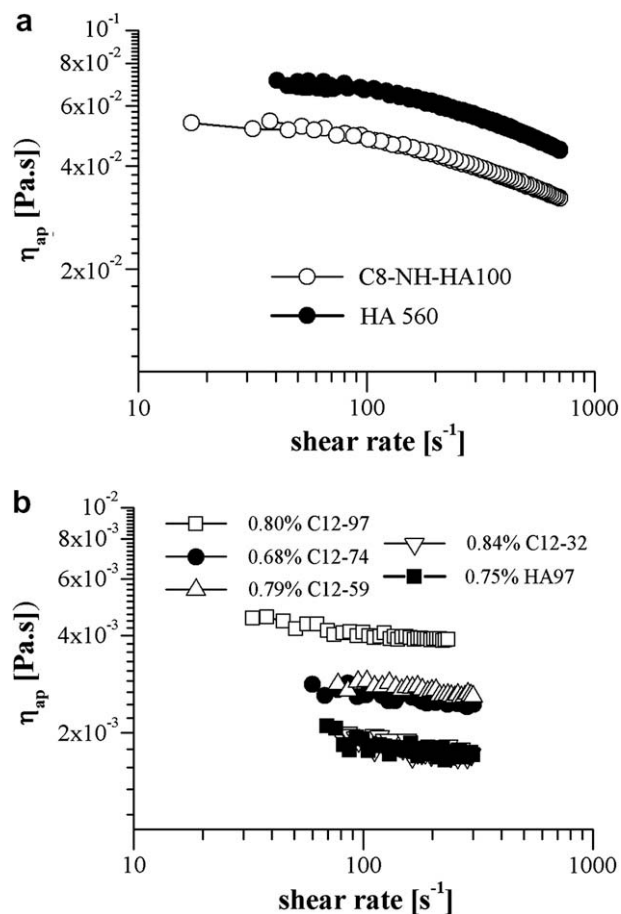 a
10⁻¹
8x10⁻²
6x10⁻²
4x10⁻²
2x10⁻²
ηap [Pa.s])
C8-NH-HA100
HA 560
10 100 1000
shear rate [s⁻¹]
b
10⁻²
8x10⁻³
6x10⁻³
4x10⁻³
2x10⁻³
ηap [Pa.s])
0.80% C12-97
0.68% C12-74
0.79% C12-59
0.84% C12-32
0.75% HA97
10 100 1000
shear rate [s⁻¹]